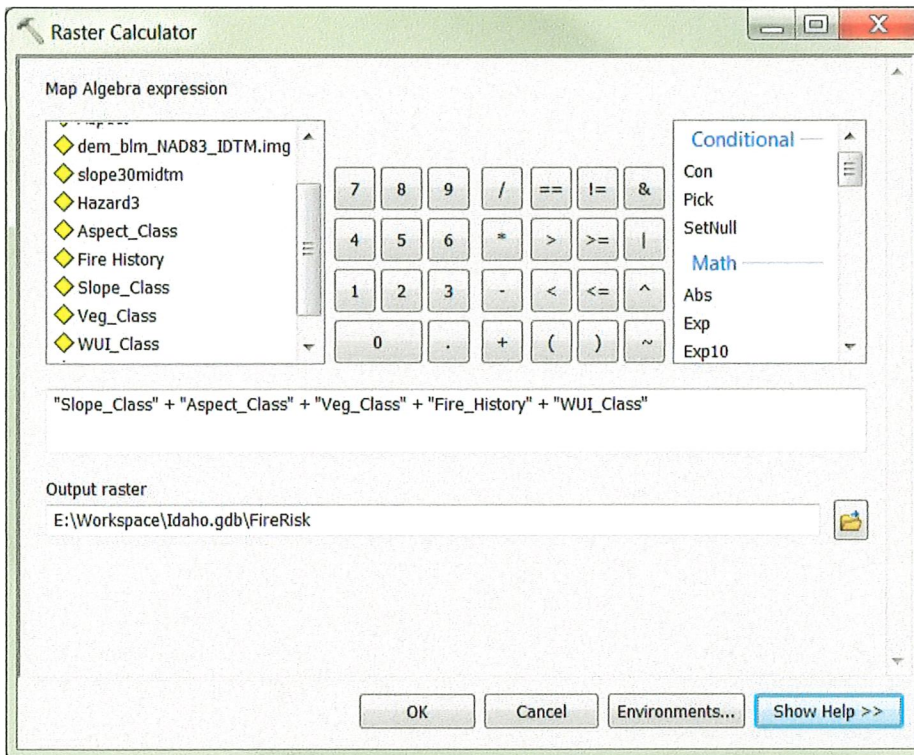 Raster Calculator
Map Algebra expression
dem_blm_NAD83_IDTM.img
slope30midtm
Hazard3
Aspect_Class
Fire History
Slope_Class
Veg_Class
WUI_Class
7 8 9 / == != &
4 5 6 * > >= |
1 2 3 - < <= ^
0 . + ( ) ~
Conditional
Con
Pick
SetNull
Math
Abs
Exp
Exp10
"Slope_Class" + "Aspect_Class" + "Veg_Class" + "Fire_History" + "WUI_Class"
Output raster
E:\Workspace\Idaho.gdb\FireRisk
OK
Cancel
Environments...
Show Help >>